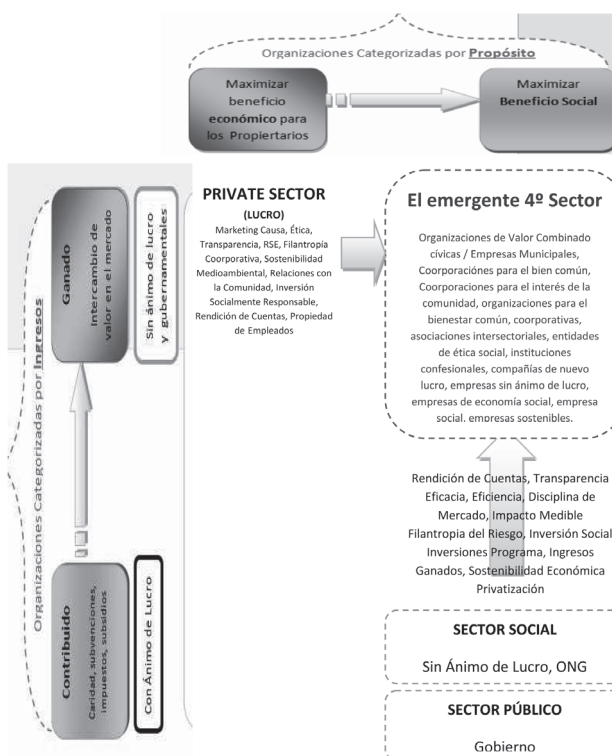 Organizaciones Categorizadas por Propósito
Maximizar
beneficio
económico para
los Propiertarios
Maximizar
Beneficio Social
Organizaciones Categorizadas por Ingresos
Ganado
Intercambio de
valor en el mercado
Sin ánimo de lucro
y gubernamentales
Contribuido
Caridad, subvenciones,
impuestos, subsidios
Con Ánimo de Lucro
PRIVATE SECTOR
(LUCRO)
Marketing Causa, Ética,
Transparencia, RSE, Filantropía
Coorporativa, Sostenibilidad
Medioambiental, Relaciones con
la Comunidad, Inversión
Socialmente Responsable,
Rendición de Cuentas, Propiedad
de Empleados
El emergente 4º Sector
Organizaciones de Valor Combinado
cívicas / Empresas Municipales,
Coorporaciónes para el bien común,
Coorporaciones para el interés de la
comunidad, organizaciones para el
bienestar común, coorporativas,
asociaciones intersectoriales, entidades
de ética social, instituciones
confesionales, compañías de nuevo
lucro, empresas sin ánimo de lucro,
empresas de economía social, empresa
social, empresas sostenibles.
Rendición de Cuentas, Transparencia
Eficacia, Eficiencia, Disciplina de
Mercado, Impacto Medible
Filantropia del Riesgo, Inversión Social
Inversiones Programa, Ingresos
Ganados, Sostenibilidad Económica
Privatización
SECTOR SOCIAL
Sin Ánimo de Lucro, ONG
SECTOR PÚBLICO
Gobierno